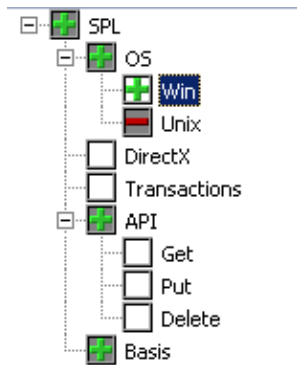 SPL
OS
Win
Unix
DirectX
Transactions
API
Get
Put
Delete
Basis